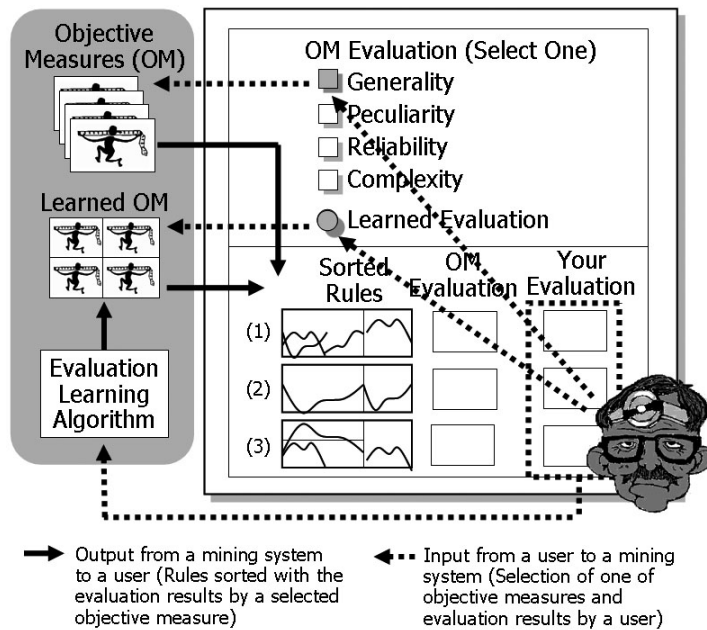 Objective
Measures (OM)
Learned OM
Evaluation
Learning
Algorithm
OM Evaluation (Select One)
Generality
Peculiarity
Reliability
Complexity
Learned Evaluation
Sorted
Rules
OM
Evaluation
Your
Evaluation
(1)
(2)
(3)
Output from a mining system
to a user (Rules sorted with the
evaluation results by a selected
objective measure)
Input from a user to a mining
system (Selection of one of
objective measures and
evaluation results by a user)